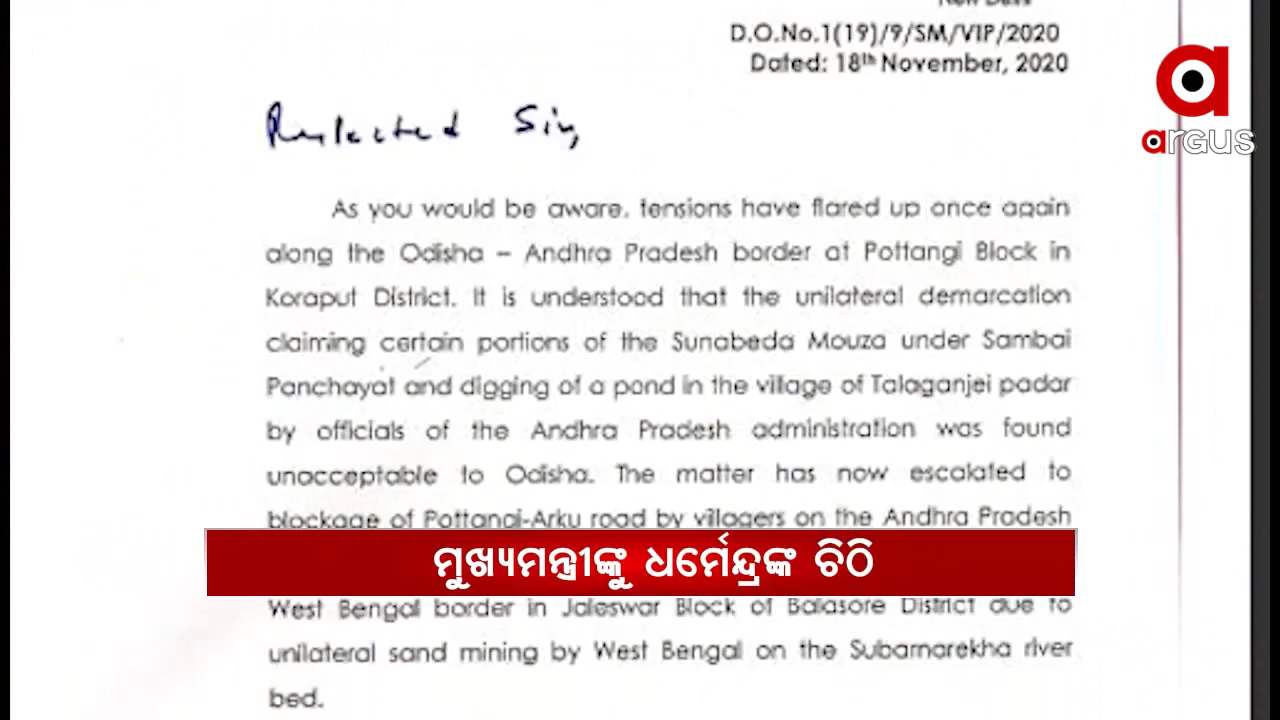 D.O.No.1(19)/9/SM/VIP/2020
Dated: 18th November, 2020
argus
Respected Sir,
As you would be aware, tensions have flared up once again
along the Odisha – Andhra Pradesh border at Pottangi Block in
Koraput District. It is understood that the unilateral demarcation
claiming certain portions of the Sunabeda Mouza under Sambai
Panchayat and digging of a pond in the village of Talaganjei padar
by officials of the Andhra Pradesh administration was found
unacceptable to Odisha. The matter has now escalated to
blockage of Pottangi-Arku road by villagers on the Andhra Pradesh
ମୁଖ୍ୟମନ୍ତ୍ରୀଙ୍କୁ ଧର୍ମେନ୍ଦ୍ରଙ୍କ ଚିଠି
West Bengal border in Jaleswar Block of Balasore District due to
unilateral sand mining by West Bengal on the Subarnarekha river
bed.